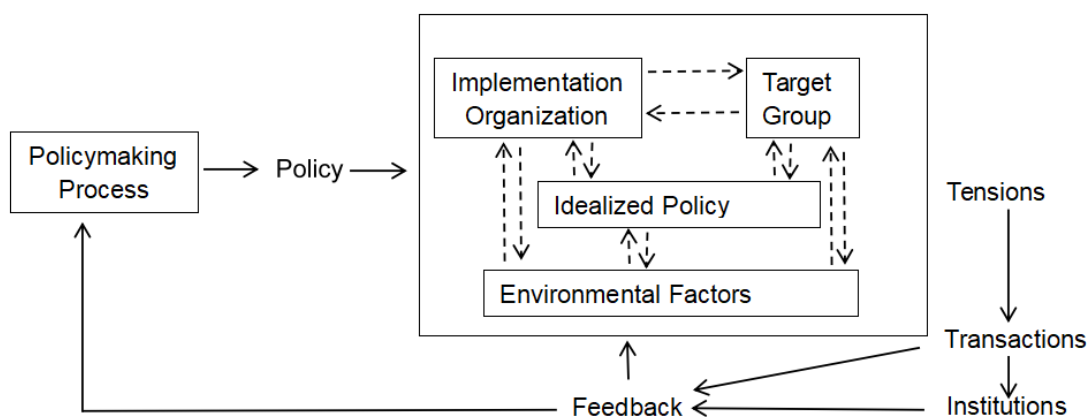 Implementation
Organization
Target
Group
Policymaking
Process
Policy
Idealized Policy
Tensions
Environmental Factors
Transactions
Feedback
Institutions